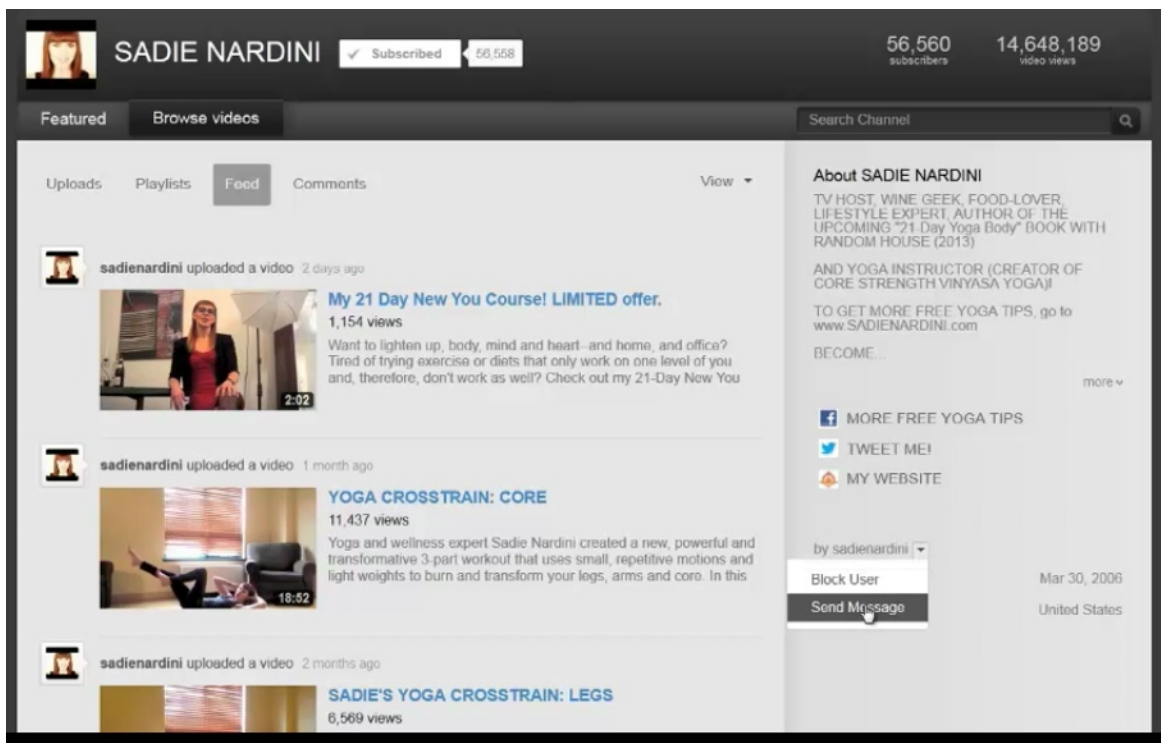 SADIE NARDINI
Subscribed
56,558
56,560
subscribers
14,648,189
video views
Featured
Browse videos
Search Channel
Uploads
Playlists
Feed
Comments
View
sadienardini uploaded a video 2 days ago
My 21 Day New You Course! LIMITED offer.
1,154 views
Want to lighten up, body, mind and heart--and home, and office?
Tired of trying exercise or diets that only work on one level of you
and, therefore, don't work as well? Check out my 21-Day New You
2:02
sadienardini uploaded a video 1 month ago
YOGA CROSSTRAIN: CORE
11,437 views
Yoga and wellness expert Sadie Nardini created a new, powerful and
transformative 3-part workout that uses small, repetitive motions and
light weights to burn and transform your legs, arms and core. In this
18:52
sadienardini uploaded a video 2 months ago
SADIE'S YOGA CROSSTRAIN: LEGS
6,569 views
About SADIE NARDINI
TV HOST, WINE GEEK, FOOD-LOVER,
LIFESTYLE EXPERT, AUTHOR OF THE
UPCOMING "21-Day Yoga Body" BOOK WITH
RANDOM HOUSE (2013)
AND YOGA INSTRUCTOR (CREATOR OF
CORE STRENGTH VINYASA YOGA)!
TO GET MORE FREE YOGA TIPS, go to
www.SADIENARDINI.com
BECOME...
more
MORE FREE YOGA TIPS
TWEET ME!
MY WEBSITE
by sadienardini
Block User
Mar 30, 2006
Send Message
United States